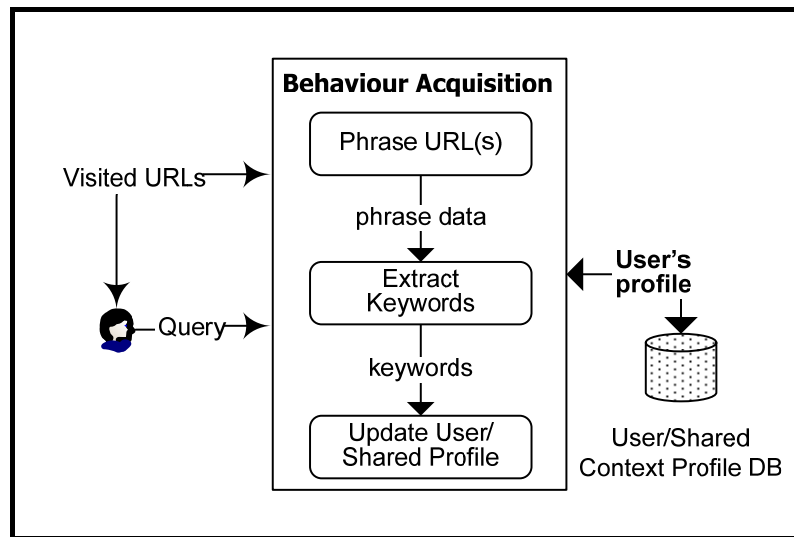 Behaviour Acquisition
Phrase URL(s)
Visited URLs
phrase data
Extract
Keywords
User's
profile
Query
keywords
Update User/
Shared Profile
User/Shared
Context Profile DB